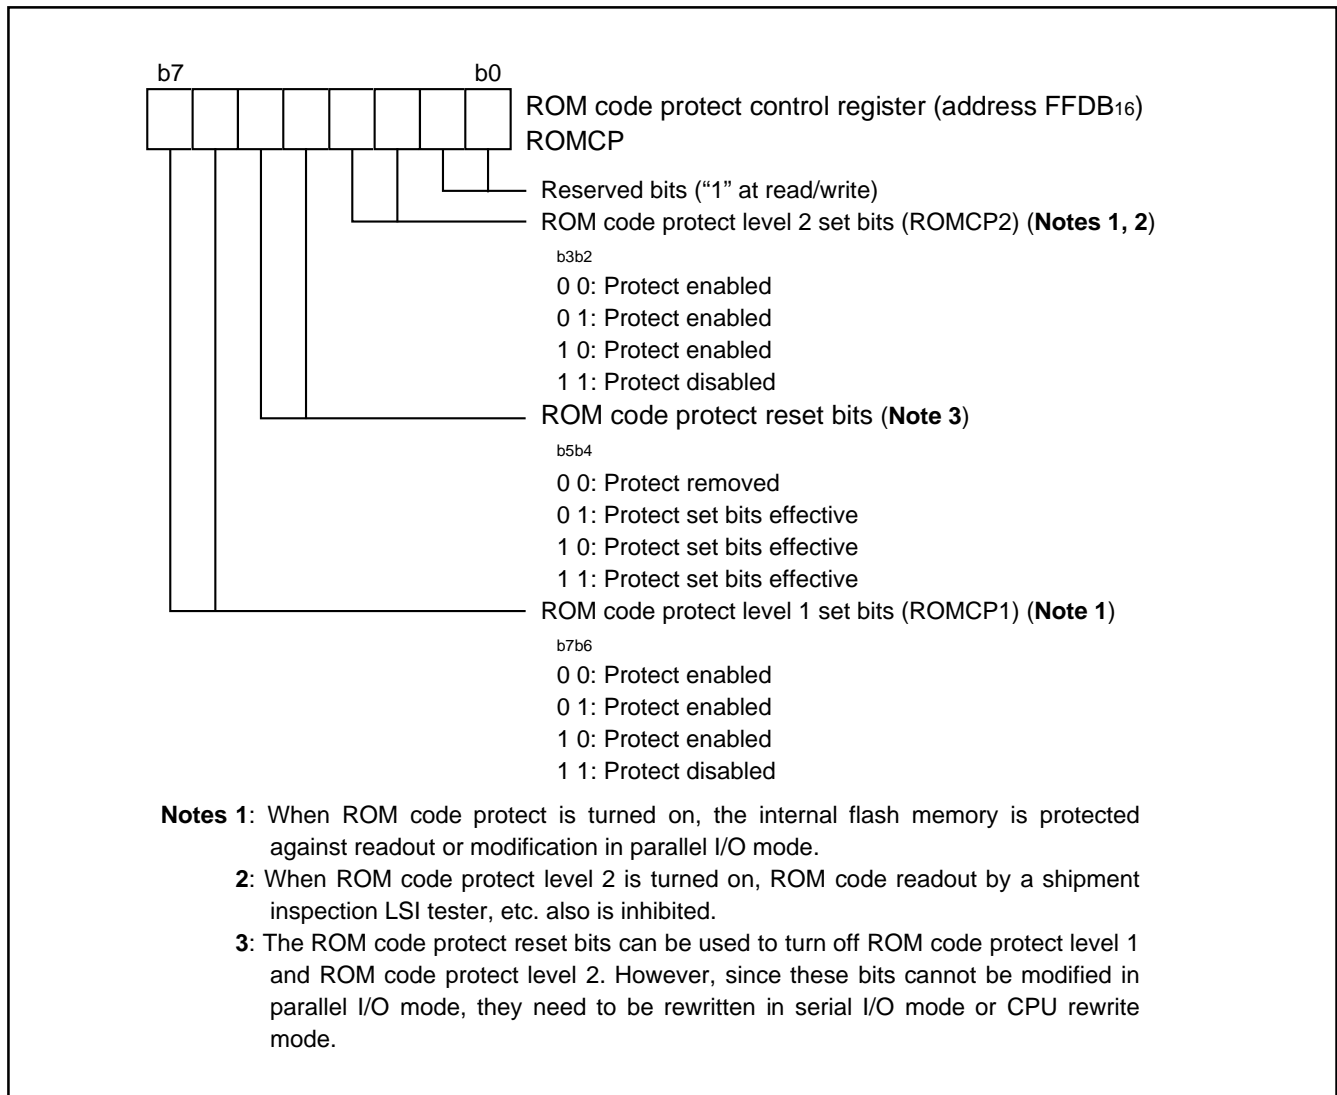 b7 b0
ROM code protect control register (address FFDB16)
ROMCP
Reserved bits (“1” at read/write)
ROM code protect level 2 set bits (ROMCP2) (Notes 1, 2)
b3b2
0 0: Protect enabled
0 1: Protect enabled
1 0: Protect enabled
1 1: Protect disabled
ROM code protect reset bits (Note 3)
b5b4
0 0: Protect removed
0 1: Protect set bits effective
1 0: Protect set bits effective
1 1: Protect set bits effective
ROM code protect level 1 set bits (ROMCP1) (Note 1)
b7b6
0 0: Protect enabled
0 1: Protect enabled
1 0: Protect enabled
1 1: Protect disabled
Notes 1: When ROM code protect is turned on, the internal flash memory is protected
against readout or modification in parallel I/O mode.
2: When ROM code protect level 2 is turned on, ROM code readout by a shipment
inspection LSI tester, etc. also is inhibited.
3: The ROM code protect reset bits can be used to turn off ROM code protect level 1
and ROM code protect level 2. However, since these bits cannot be modified in
parallel I/O mode, they need to be rewritten in serial I/O mode or CPU rewrite
mode.